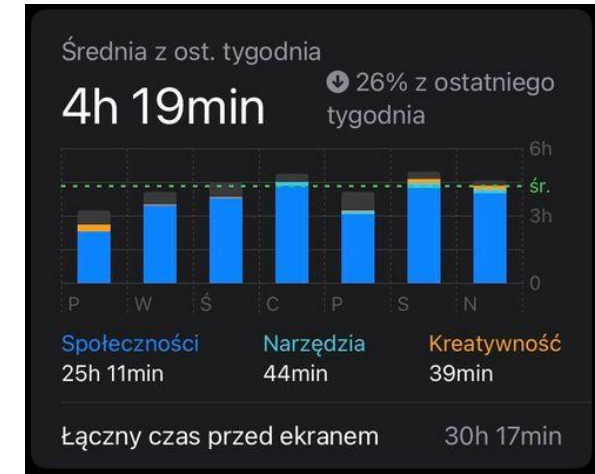 Średnia z ost. tygodnia
4h 19min
26% z ostatniego
tygodnia
6h
śr.
3h
0
P W Ś C P S N
Społeczności Narzędzia Kreatywność
25h 11min 44min 39min
Łączny czas przed ekranem 30h 17min